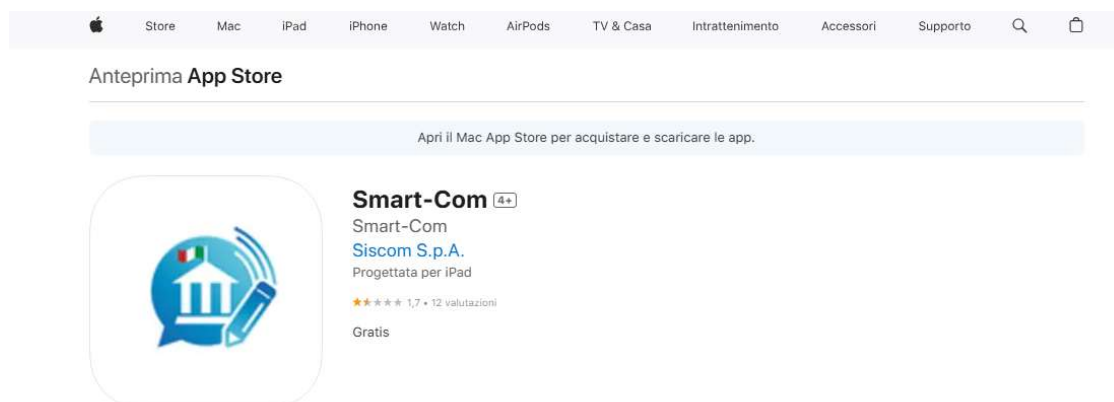 Store Mac iPad iPhone Watch AirPods TV & Casa Intrattenimento Accessori Supporto
Anteprima App Store
Apri il Mac App Store per acquistare e scaricare le app.
Smart-Com 4+
Smart-Com
Siscom S.p.A.
Progettata per iPad
1,7 • 12 valutazioni
Gratis